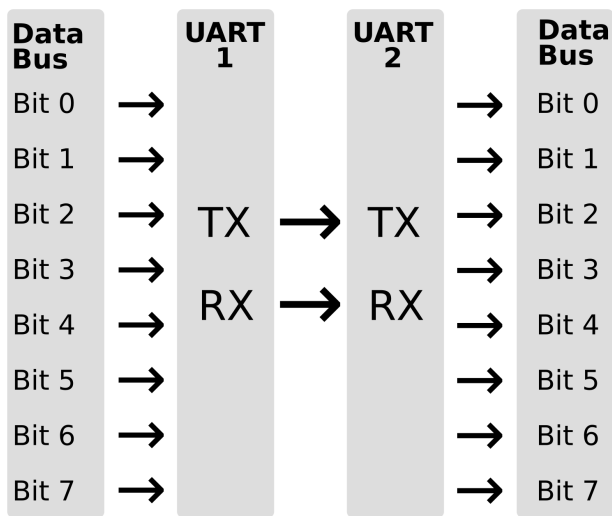 Data
Bus
Bit 0
Bit 1
Bit 2
Bit 3
Bit 4
Bit 5
Bit 6
Bit 7
UART
1
TX
RX
UART
2
TX
RX
Data
Bus
Bit 0
Bit 1
Bit 2
Bit 3
Bit 4
Bit 5
Bit 6
Bit 7